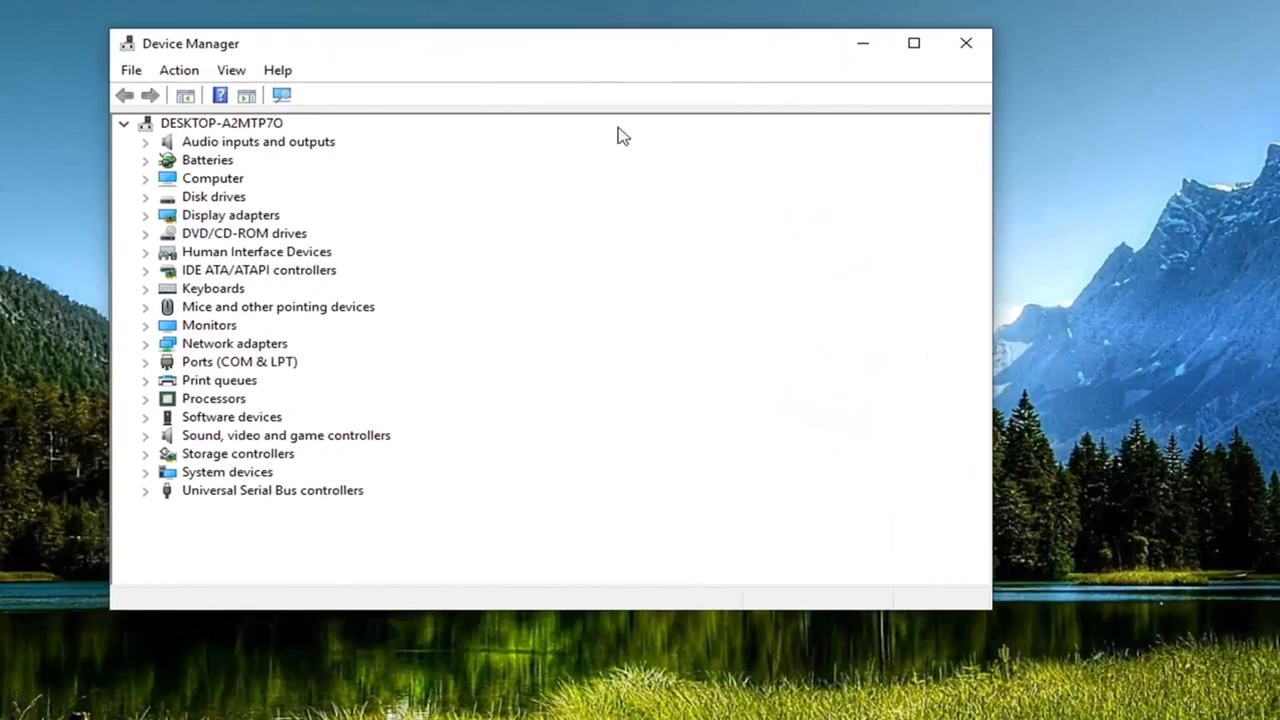 Device Manager
File Action View Help
DESKTOP-A2MTP7O
Audio inputs and outputs
Batteries
Computer
Disk drives
Display adapters
DVD/CD-ROM drives
Human Interface Devices
IDE ATA/ATAPI controllers
Keyboards
Mice and other pointing devices
Monitors
Network adapters
Ports (COM & LPT)
Print queues
Processors
Software devices
Sound, video and game controllers
Storage controllers
System devices
Universal Serial Bus controllers